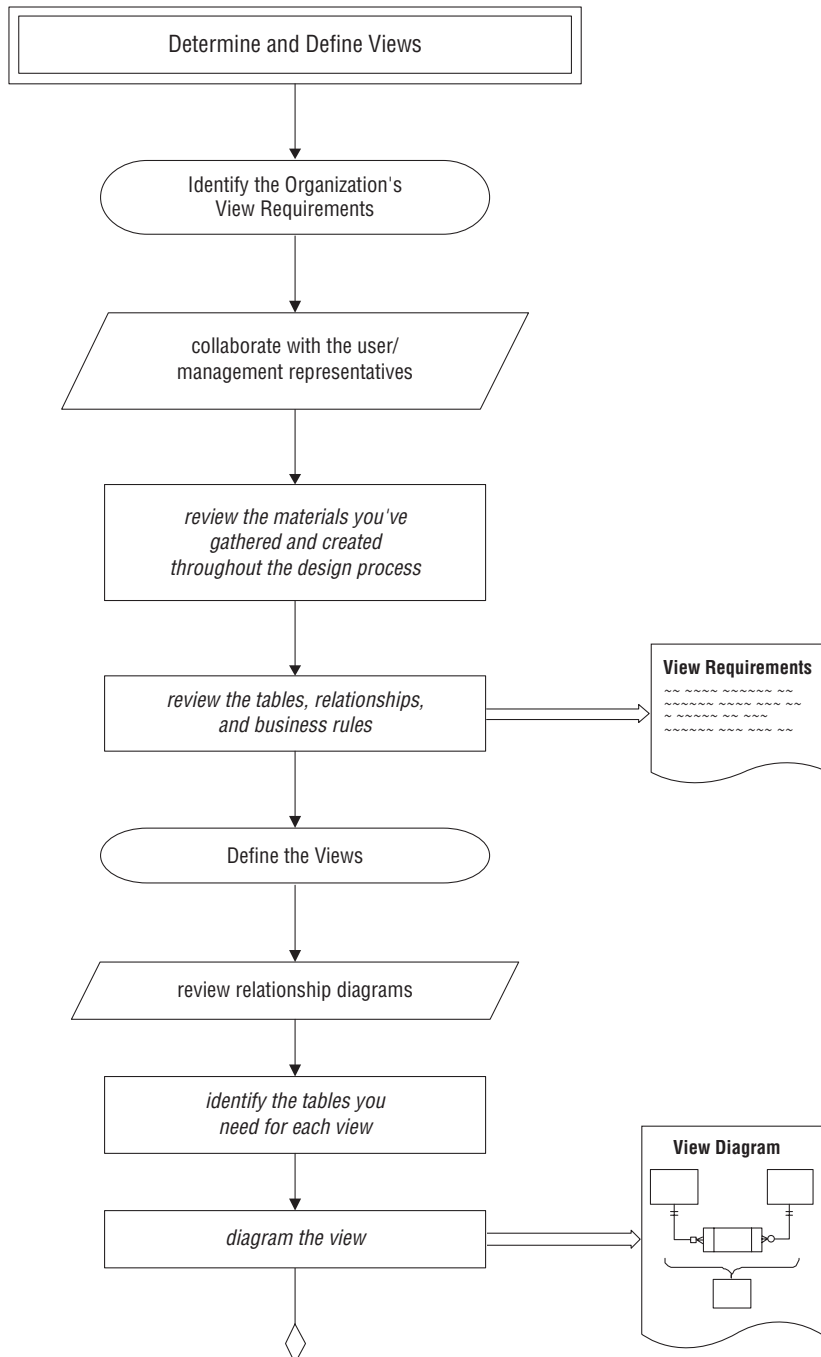 Determine and Define Views
Identify the Organization's
View Requirements
collaborate with the user/
management representatives
review the materials you've
gathered and created
throughout the design process
review the tables, relationships,
and business rules
View Requirements
Define the Views
review relationship diagrams
identify the tables you
need for each view
diagram the view
View Diagram